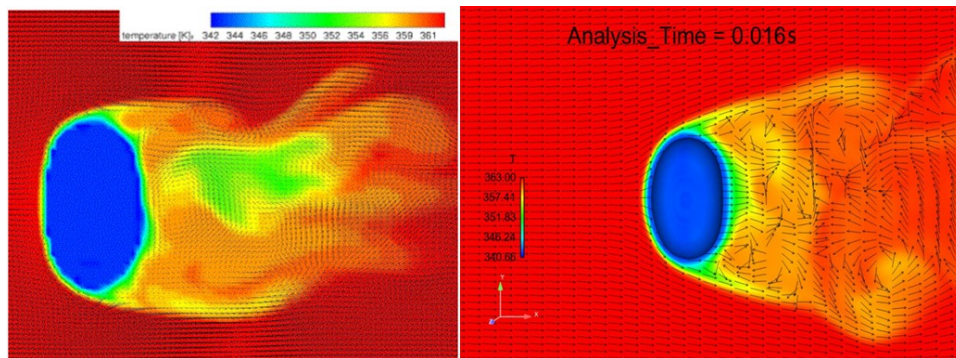 temperature [K].
342 344 346 348 350 352 354 356 359 361
Analysis_Time = 0.016s
T
363.00
357.41
351.83
346.24
340.66
Y
X